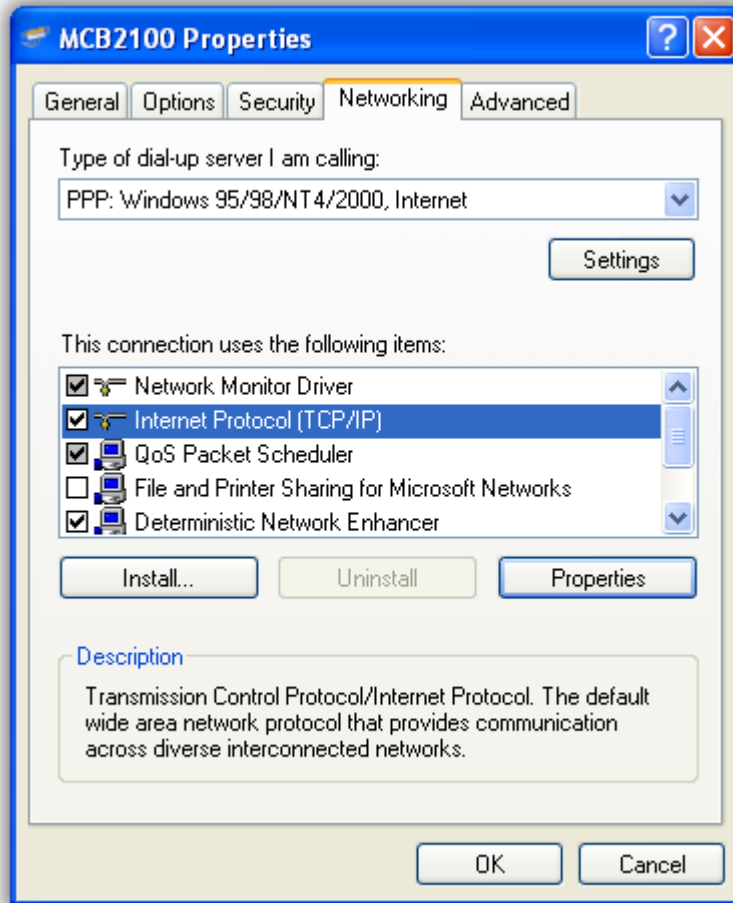 MCB2100 Properties
General Options Security Networking Advanced
Type of dial-up server I am calling:
PPP: Windows 95/98/NT4/2000, Internet
Settings
This connection uses the following items:
Network Monitor Driver
Internet Protocol (TCP/IP)
QoS Packet Scheduler
File and Printer Sharing for Microsoft Networks
Deterministic Network Enhancer
Install... Uninstall Properties
Description
Transmission Control Protocol/Internet Protocol. The default
wide area network protocol that provides communication
across diverse interconnected networks.
OK Cancel